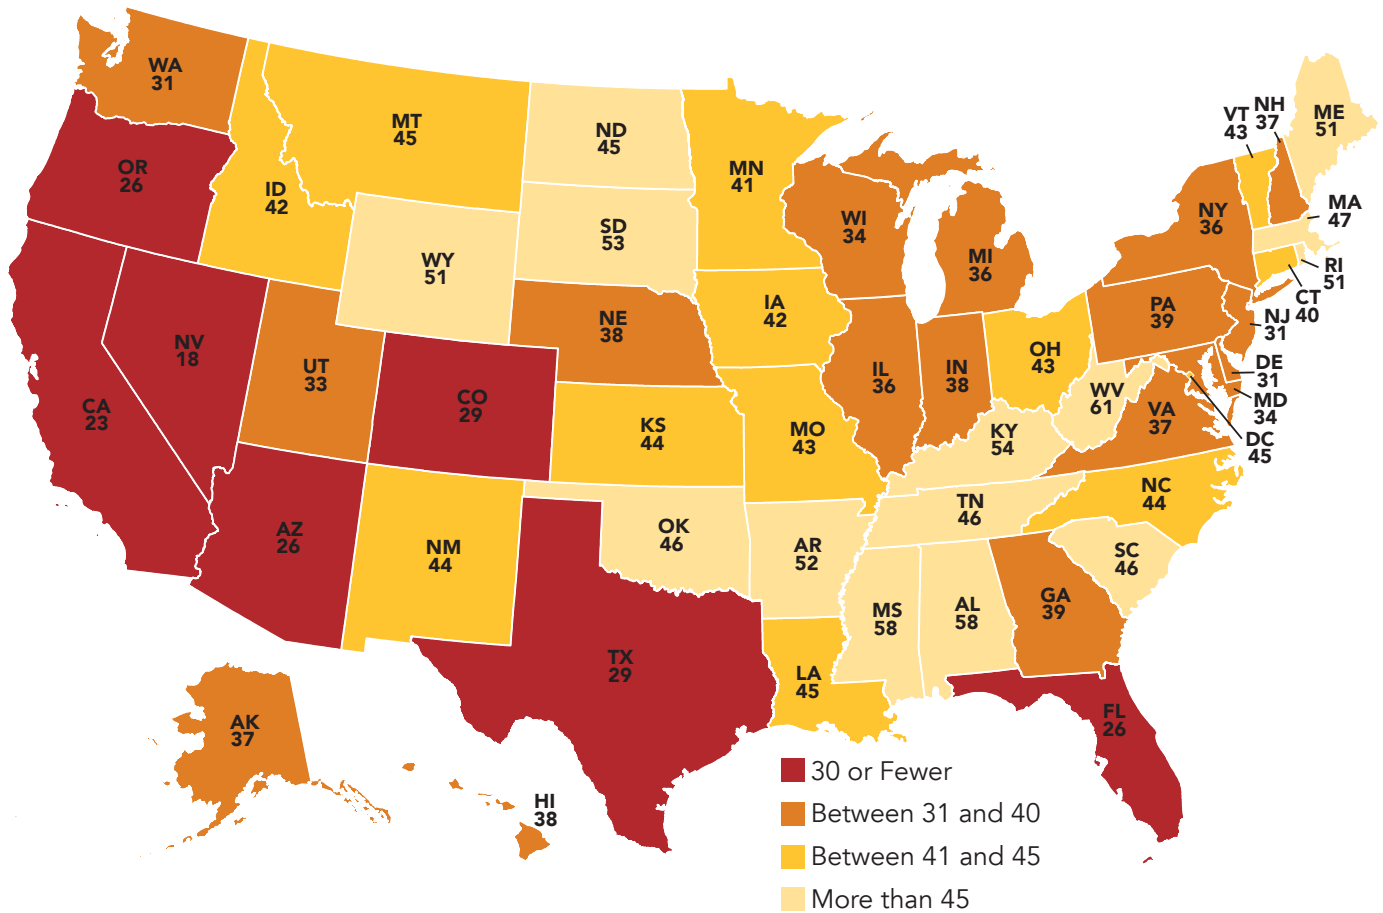 WA
31
OR
26
CA
23
NV
18
ID
42
MT
45
WY
51
UT
33
CO
29
AZ
26
NM
44
ND
45
SD
53
NE
38
KS
44
OK
46
TX
29
MN
41
IA
42
MO
43
AR
52
LA
45
WI
34
IL
36
MI
36
IN
38
OH
43
KY
54
TN
46
MS
58
AL
58
GA
39
FL
26
SC
46
NC
44
VA
37
WV
61
PA
39
NY
36
VT
43
NH
37
ME
51
MA
47
RI
51
CT
40
NJ
31
DE
31
MD
34
DC
45
AK
37
HI
38
30 or Fewer
Between 31 and 40
Between 41 and 45
More than 45